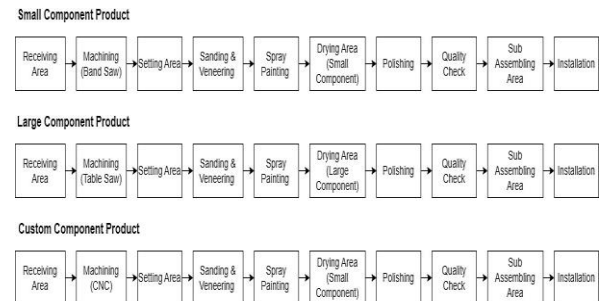 Small Component Product
Receiving Area
Machining (Band Saw)
Setting Area
Sanding & Veneering
Spray Painting
Drying Area (Small Component)
Polishing
Quality Check
Sub Assembling Area
Installation
Large Component Product
Receiving Area
Machining (Table Saw)
Setting Area
Sanding & Veneering
Spray Painting
Drying Area (Large Component)
Polishing
Quality Check
Sub Assembling Area
Installation
Custom Component Product
Receiving Area
Machining (CNC)
Setting Area
Sanding & Veneering
Spray Painting
Drying Area (Small Component)
Polishing
Quality Check
Sub Assembling Area
Installation